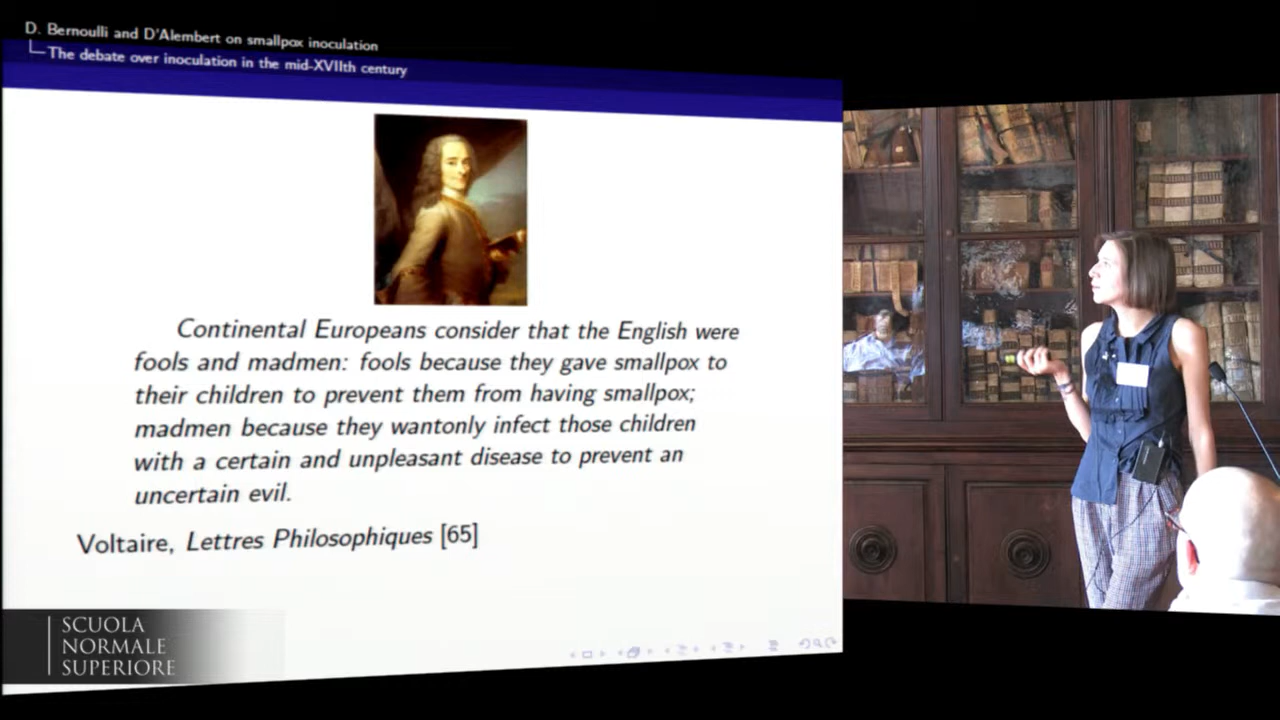 D. Bernoulli and D'Alembert on smallpox inoculation
The debate over inoculation in the mid-XVIIth century
Continental Europeans consider that the English were
fools and madmen: fools because they gave smallpox to
their children to prevent them from having smallpox;
madmen because they wantonly infect those children
with a certain and unpleasant disease to prevent an
uncertain evil.
Voltaire, Lettres Philosophiques [65]
SCUOLA
NORMALE
SUPERIORE